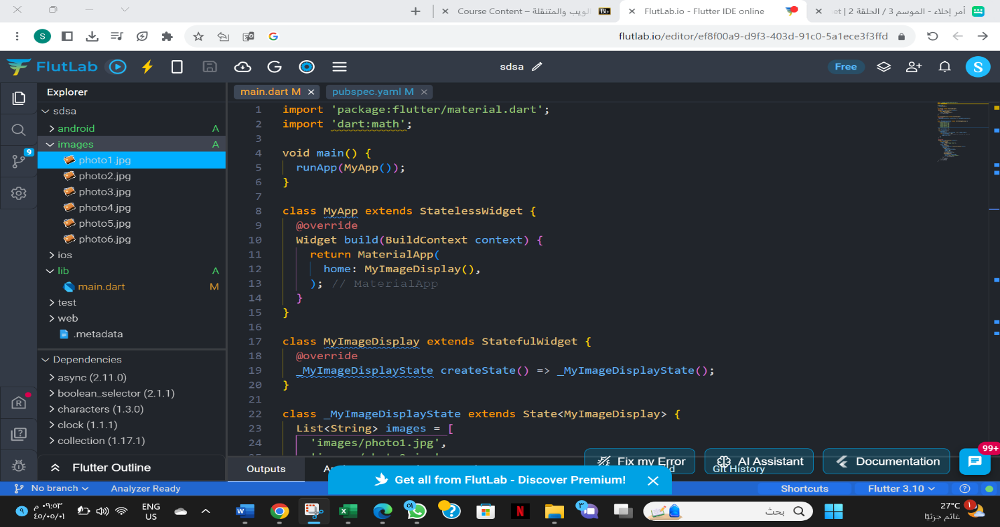 Course Content – الويب والمتنقلة
Bb
FlutLab.io - Flutter IDE online
أمر إخلاء - الموسم 3 / الحلقة 2 | et
S
flutlab.io/editor/ef8f00a9-d9f3-403d-91c0-5a1ece3f3ffd
FlutLab
sdsa
Free
S
Explorer
main.dart M
pubspec.yaml M
sdsa
android A
images A
photo1.jpg
photo2.jpg
photo3.jpg
photo4.jpg
photo5.jpg
photo6.jpg
ios
lib A
main.dart M
test
web
.metadata
9
Dependencies
async (2.11.0)
boolean_selector (2.1.1)
characters (1.3.0)
clock (1.1.1)
collection (1.17.1)
Flutter Outline
1 import 'package:flutter/material.dart';
2 import 'dart:math';
3
4 void main() {
5 runApp(MyApp());
6 }
7
8 class MyApp extends StatelessWidget {
9 @override
10 Widget build(BuildContext context) {
11 return MaterialApp(
12 home: MyImageDisplay(),
13 ); // MaterialApp
14 }
15 }
16
17 class MyImageDisplay extends StatefulWidget {
18 @override
19 _MyImageDisplayState createState() => _MyImageDisplayState();
20 }
21
22 class _MyImageDisplayState extends State<MyImageDisplay> {
23 List<String> images = [
24 'images/photo1.jpg',
Outputs
Fix my Error
AI Assistant
Git History
Documentation
99+
Get all from FlutLab - Discover Premium!
No branch
Analyzer Ready
Shortcuts
Flutter 3.10
٠٩:٥٣ م
٤٥/٠٥/٠١
٩
ENG
US
٥١
٣
بحث
27°C
غائم جزئيًا
١